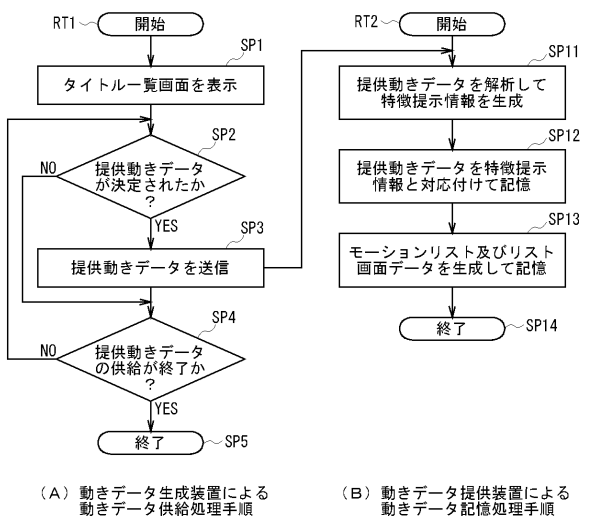 RT1
開始
SP1
タイトル一覧画面を表示
SP2
提供動きデータ
が決定されたか
？
NO
YES
SP3
提供動きデータを送信
SP4
提供動きデータ
の供給が終了か
？
NO
YES
終了
SP5
（A）動きデータ生成装置による
動きデータ供給処理手順
RT2
開始
SP11
提供動きデータを解析して
特徴提示情報を生成
SP12
提供動きデータを特徴提示
情報と対応付けて記憶
SP13
モーションリスト及びリスト
画面データを生成して記憶
終了
SP14
（B）動きデータ提供装置による
動きデータ記憶処理手順